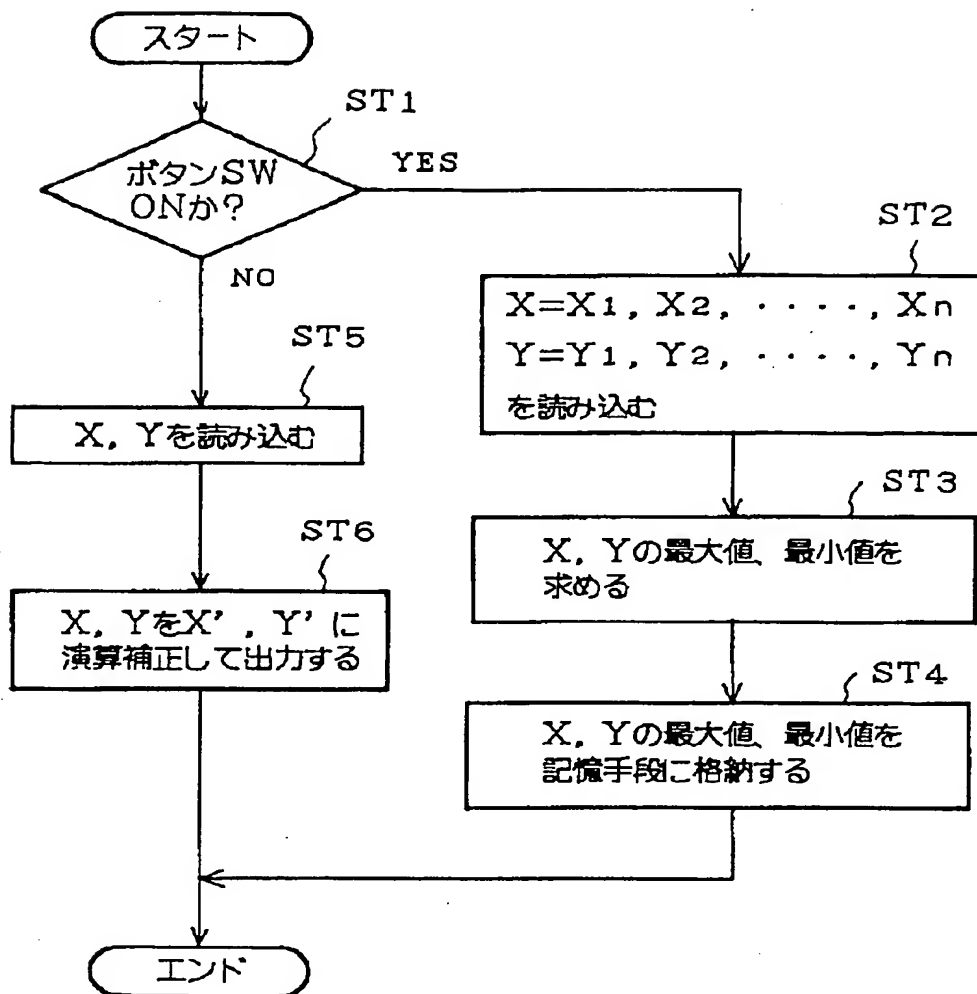 スタート
ST1
ボタンSW
ONか?
YES
NO
ST2
X=X1, X2, ・・・・, Xn
Y=Y1, Y2, ・・・・, Yn
を読み込む
ST5
X, Yを読み込む
ST3
X, Yの最大値、最小値を
求める
ST6
X, YをX', Y'に
演算補正して出力する
ST4
X, Yの最大値、最小値を
記憶手段に格納する
エンド